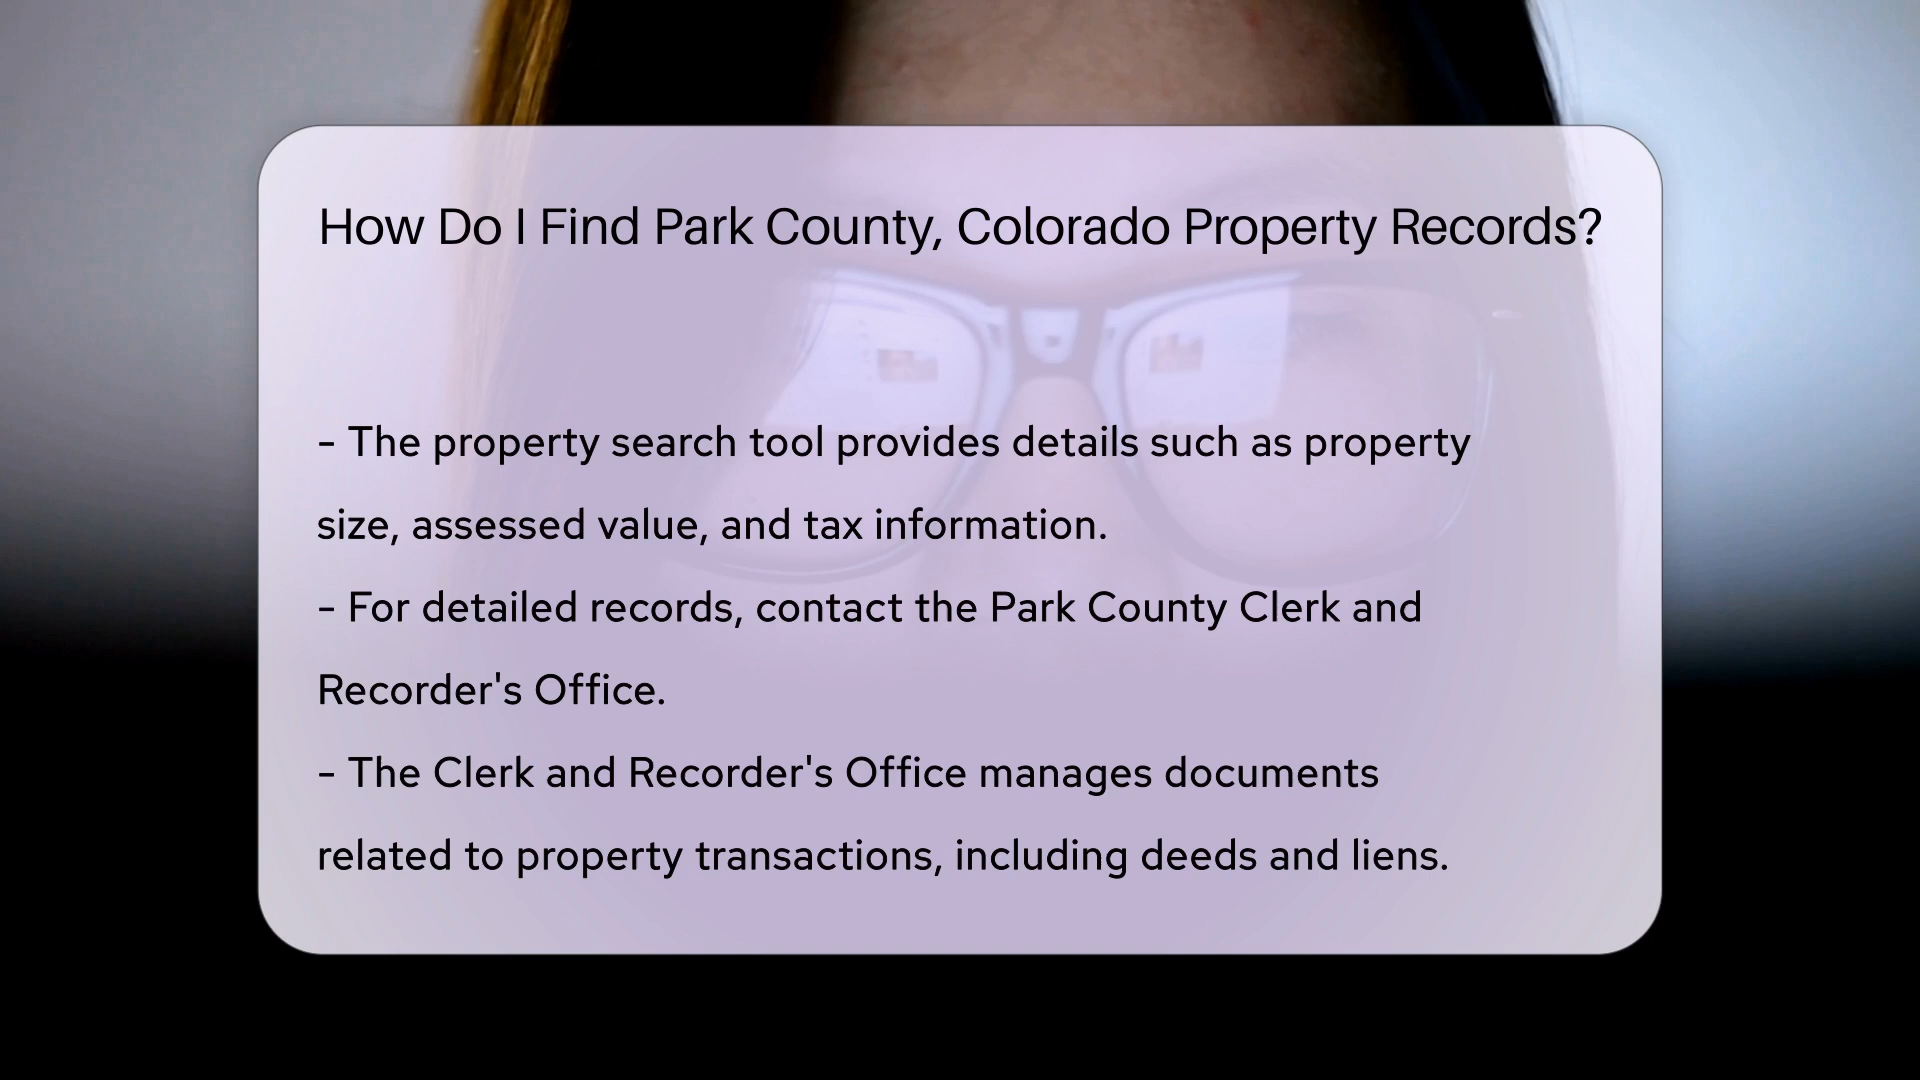 How Do I Find Park County, Colorado Property Records?
- The property search tool provides details such as property
size, assessed value, and tax information.
- For detailed records, contact the Park County Clerk and
Recorder's Office.
- The Clerk and Recorder's Office manages documents
related to property transactions, including deeds and liens.